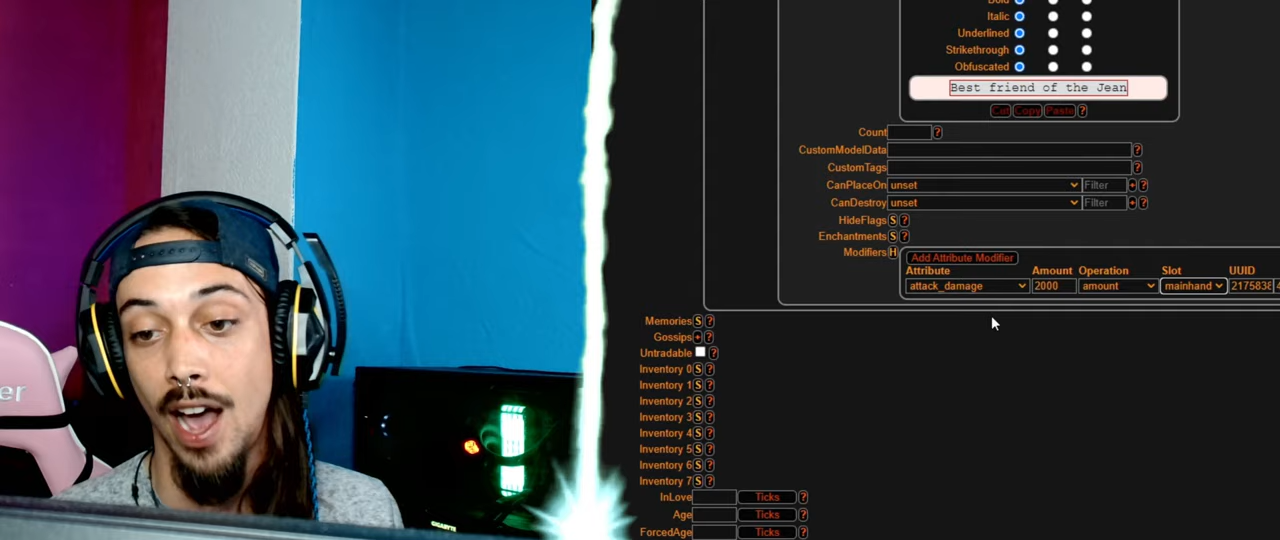 er
GIGABYTE
Bold
Italic
Underlined
Strikethrough
Obfuscated
Best friend of the Jean
Cut Copy Paste ?
Count ?
CustomModelData ?
CustomTags ?
CanPlaceOn unset Filter + ?
CanDestroy unset Filter + ?
HideFlags S ?
Enchantments S ?
Modifiers H
Add Attribute Modifier
Attribute Amount Operation Slot UUID
attack_damage 2000 amount mainhand 2175838
Memories S ?
Gossips + ?
Untradable ?
Inventory 0 S ?
Inventory 1 S ?
Inventory 2 S ?
Inventory 3 S ?
Inventory 4 S ?
Inventory 5 S ?
Inventory 6 S ?
Inventory 7 S ?
InLove Ticks ?
Age Ticks ?
ForcedAge Ticks ?